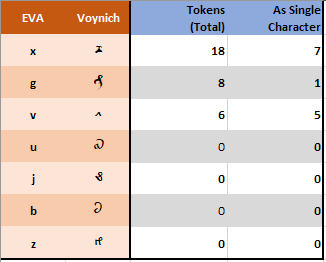 EVA Voynich Tokens (Total) As Single Character
x 18 7
g 8 1
v 6 5
u 0 0
j 0 0
b 0 0
z 0 0